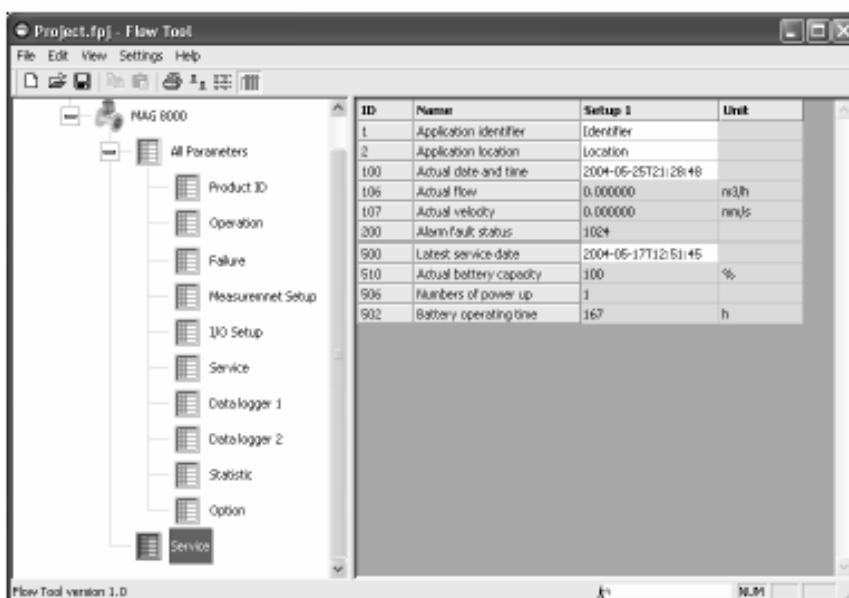 Project.fpj - Flow Tool
File Edit View Settings Help
MAG 8000
All Parameters
Product ID
Operation
Failure
Measuremnet Setup
I/O Setup
Service
Data logger 1
Data logger 2
Statistic
Option
Service
ID Name Setup 1 Unit
1 Application identifier Identifier
2 Application location Location
100 Actual date and time 2004-05-25T21:28:48
106 Actual flow 0.000000 m3/h
107 Actual velocity 0.000000 mm/s
200 Alarm fault status 1024
500 Latest service date 2004-05-17T12:51:45
510 Actual battery capacity 100 %
506 Numbers of power up 1
502 Battery operating time 167 h
Flow Tool version 1.0 NUM